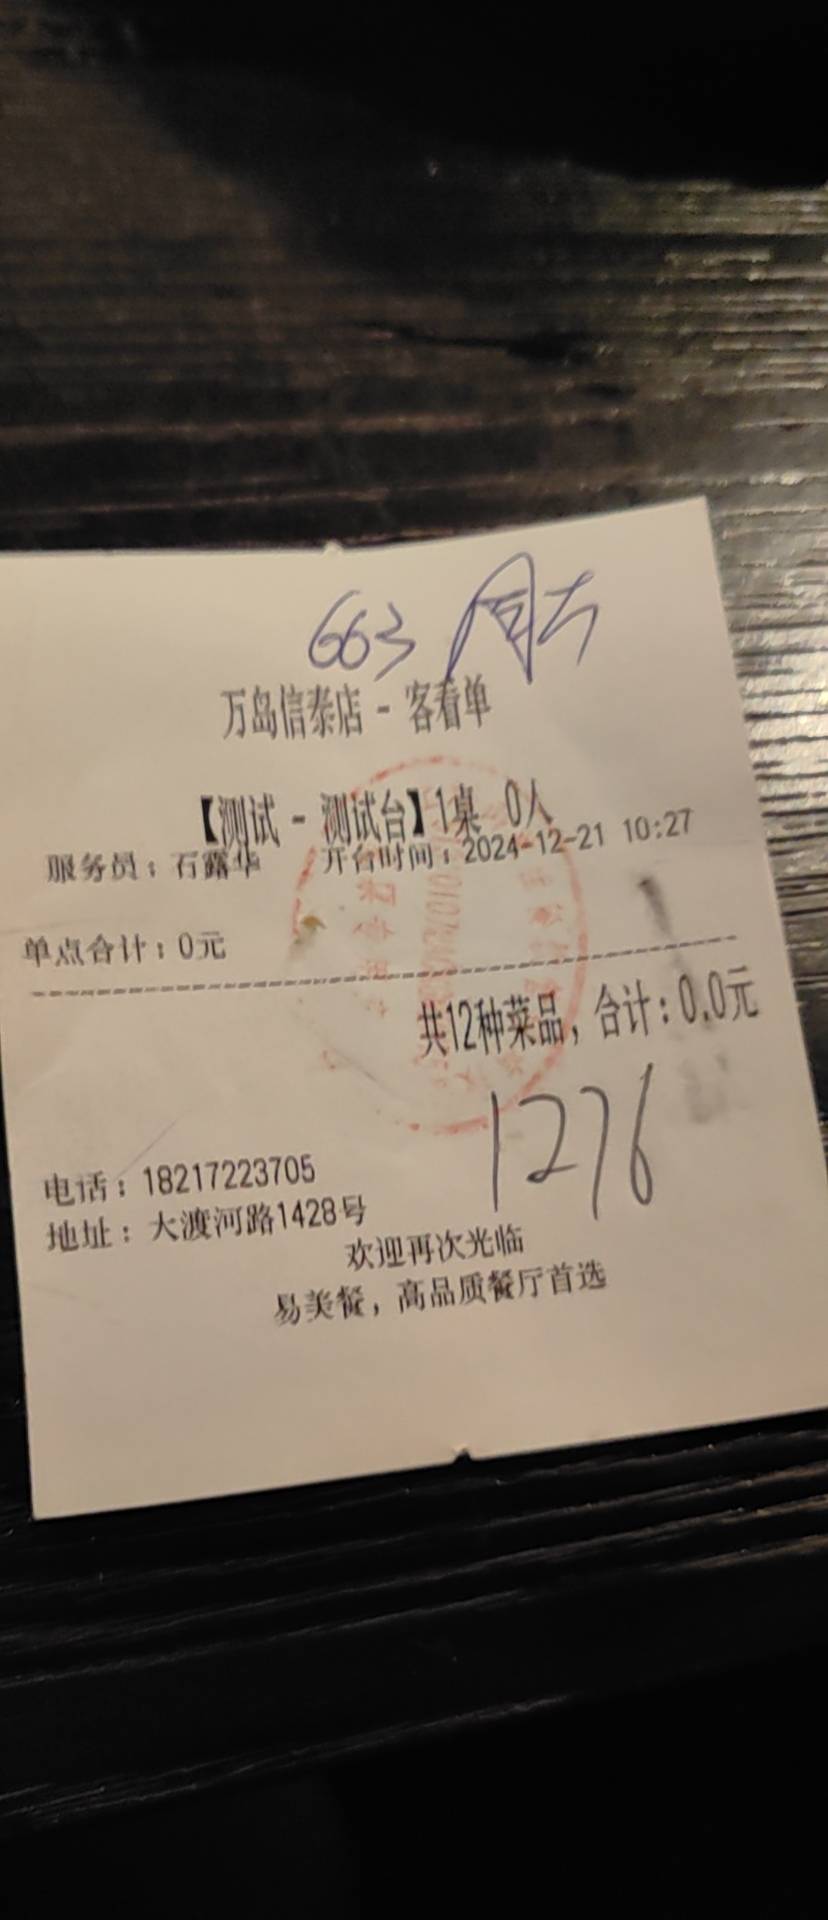 663
万岛信泰店 - 客看单
【测试 - 测试台】1桌 0人
服务员：石露华 开台时间：2024-12-21 10:27
单点合计：0元
共12种菜品，合计：0.0元
1276
电话：18217223705
地址：大渡河路1428号
欢迎再次光临
易美餐，高品质餐厅首选